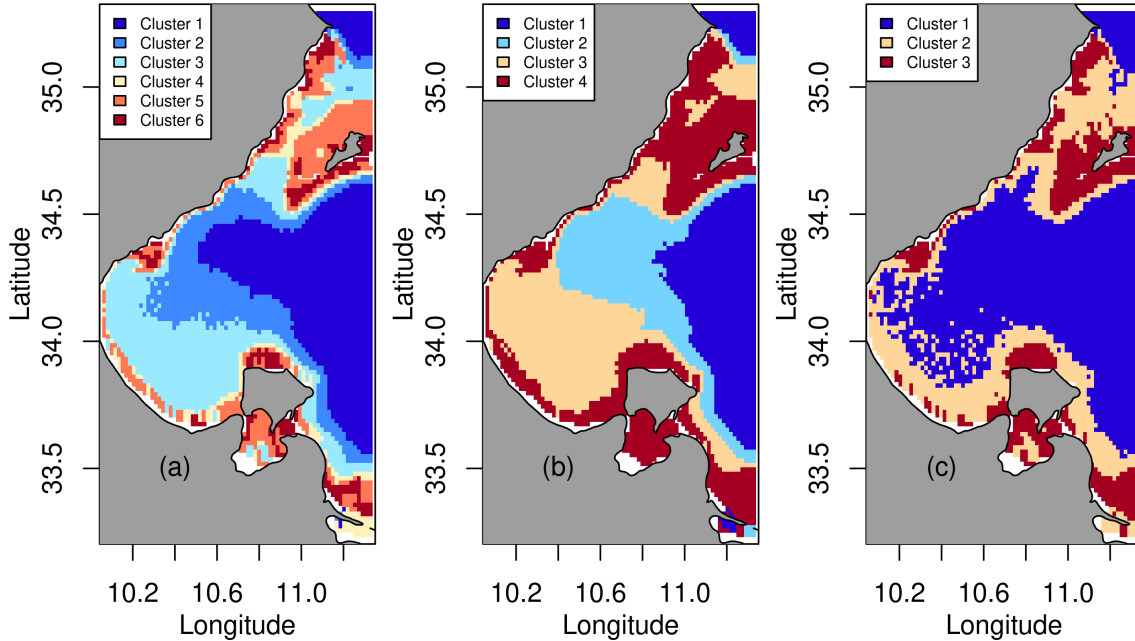 Cluster 1
Cluster 2
Cluster 3
Cluster 4
Cluster 5
Cluster 6
35.0
34.5
34.0
33.5
Latitude
(a)
10.2
10.6
11.0
Longitude
Cluster 1
Cluster 2
Cluster 3
Cluster 4
35.0
34.5
34.0
33.5
Latitude
(b)
10.2
10.6
11.0
Longitude
Cluster 1
Cluster 2
Cluster 3
35.0
34.5
34.0
33.5
Latitude
(c)
10.2
10.6
11.0
Longitude